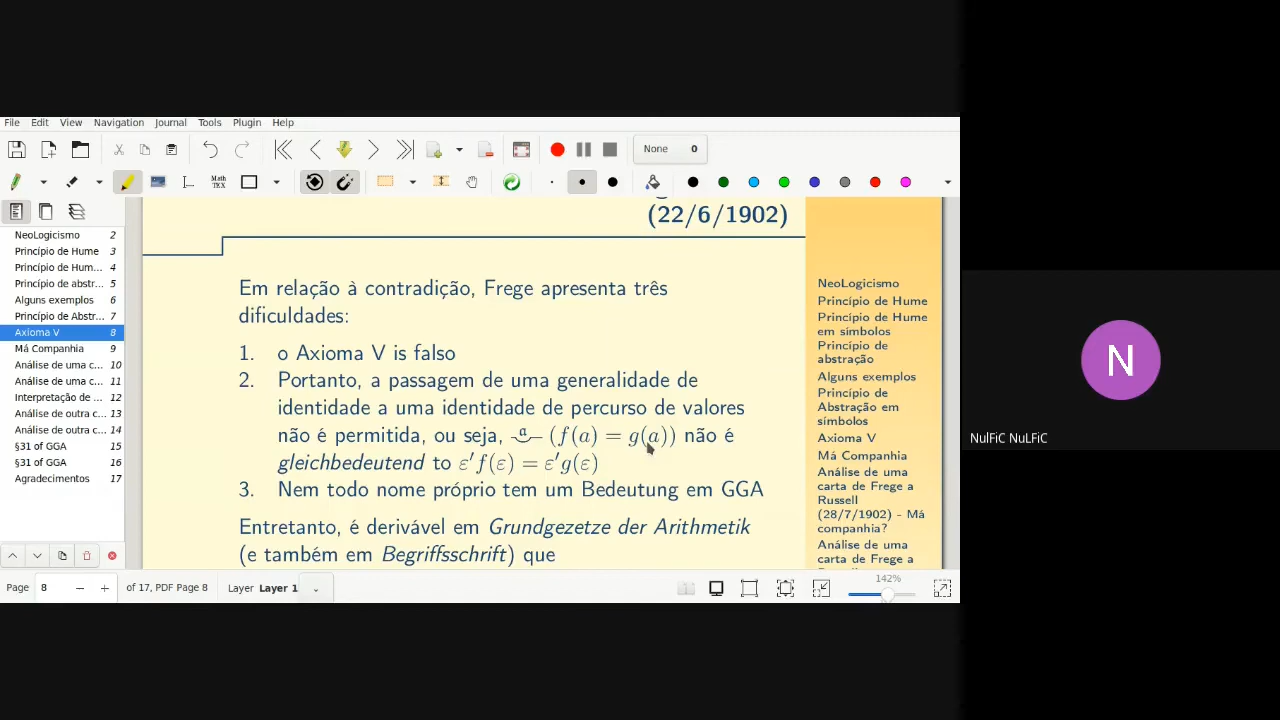 File Edit View Navigation Journal Tools Plugin Help
None 0
Math
TEX
NeoLogicismo 2
Princípio de Hume 3
Princípio de Hum... 4
Princípio de abstr... 5
Alguns exemplos 6
Princípio de Abstr... 7
Axioma V 8
Má Companhia 9
Análise de uma c... 10
Análise de uma c... 11
Interpretação de ... 12
Análise de outra c... 13
Análise de outra c... 14
§31 of GGA 15
§31 of GGA 16
Agradecimentos 17
(22/6/1902)
Em relação à contradição, Frege apresenta três
dificuldades:
1. o Axioma V is falso
2. Portanto, a passagem de uma generalidade de
identidade a uma identidade de percurso de valores
não é permitida, ou seja, a (f(a) = g(a)) não é
gleichbedeutend to ε′f(ε) = ε′g(ε)
3. Nem todo nome próprio tem um Bedeutung em GGA
Entretanto, é derivável em Grundgezetze der Arithmetik
(e também em Begriffsschrift) que
NeoLogicismo
Princípio de Hume
Princípio de Hume
em símbolos
Princípio de
abstração
Alguns exemplos
Princípio de
Abstração em
símbolos
Axioma V
Má Companhia
Análise de uma
carta de Frege a
Russell
(28/7/1902) - Má
companhia?
Análise de uma
carta de Frege a
Page 8 of 17, PDF Page 8 Layer Layer 1 142%
N
NulFiC NulFiC